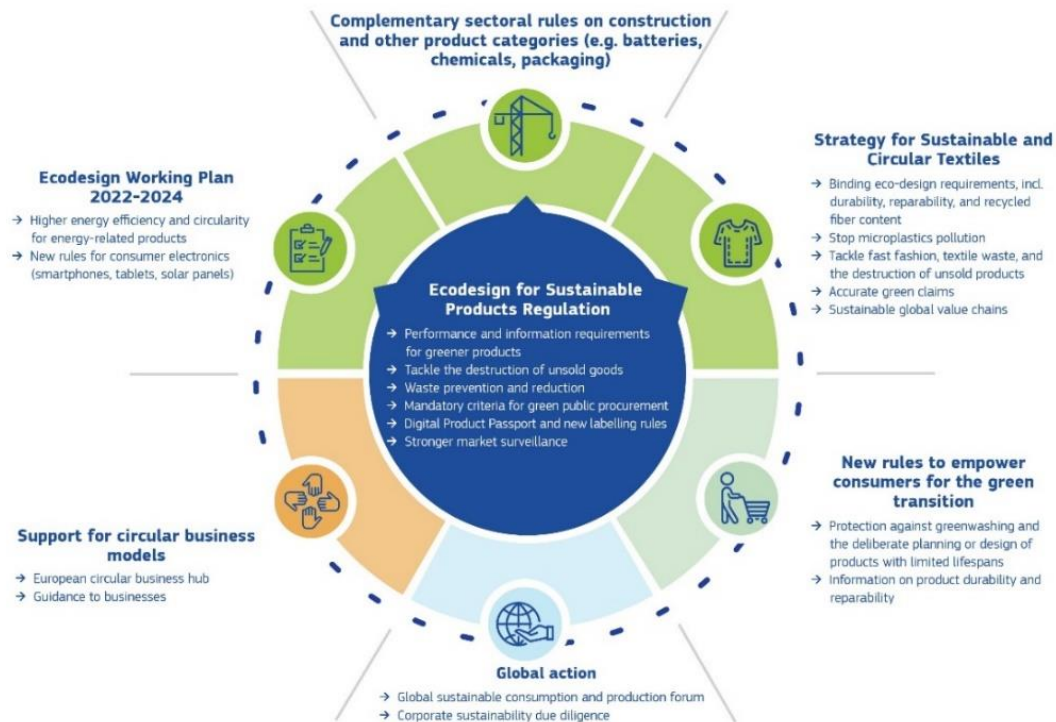 Complementary sectoral rules on construction
and other product categories (e.g. batteries,
chemicals, packaging)
Ecodesign Working Plan
2022-2024
→ Higher energy efficiency and circularity
for energy-related products
→ New rules for consumer electronics
(smartphones, tablets, solar panels)
Strategy for Sustainable and
Circular Textiles
→ Binding eco-design requirements, incl.
durability, reparability, and recycled
fiber content
→ Stop microplastics pollution
→ Tackle fast fashion, textile waste, and
the destruction of unsold products
→ Accurate green claims
→ Sustainable global value chains
Ecodesign for Sustainable
Products Regulation
→ Performance and information requirements
for greener products
→ Tackle the destruction of unsold goods
→ Waste prevention and reduction
→ Mandatory criteria for green public procurement
→ Digital Product Passport and new labelling rules
→ Stronger market surveillance
Support for circular business
models
→ European circular business hub
→ Guidance to businesses
New rules to empower
consumers for the green
transition
→ Protection against greenwashing and
the deliberate planning or design of
products with limited lifespans
→ Information on product durability and
reparability
Global action
→ Global sustainable consumption and production forum
→ Corporate sustainability due diligence